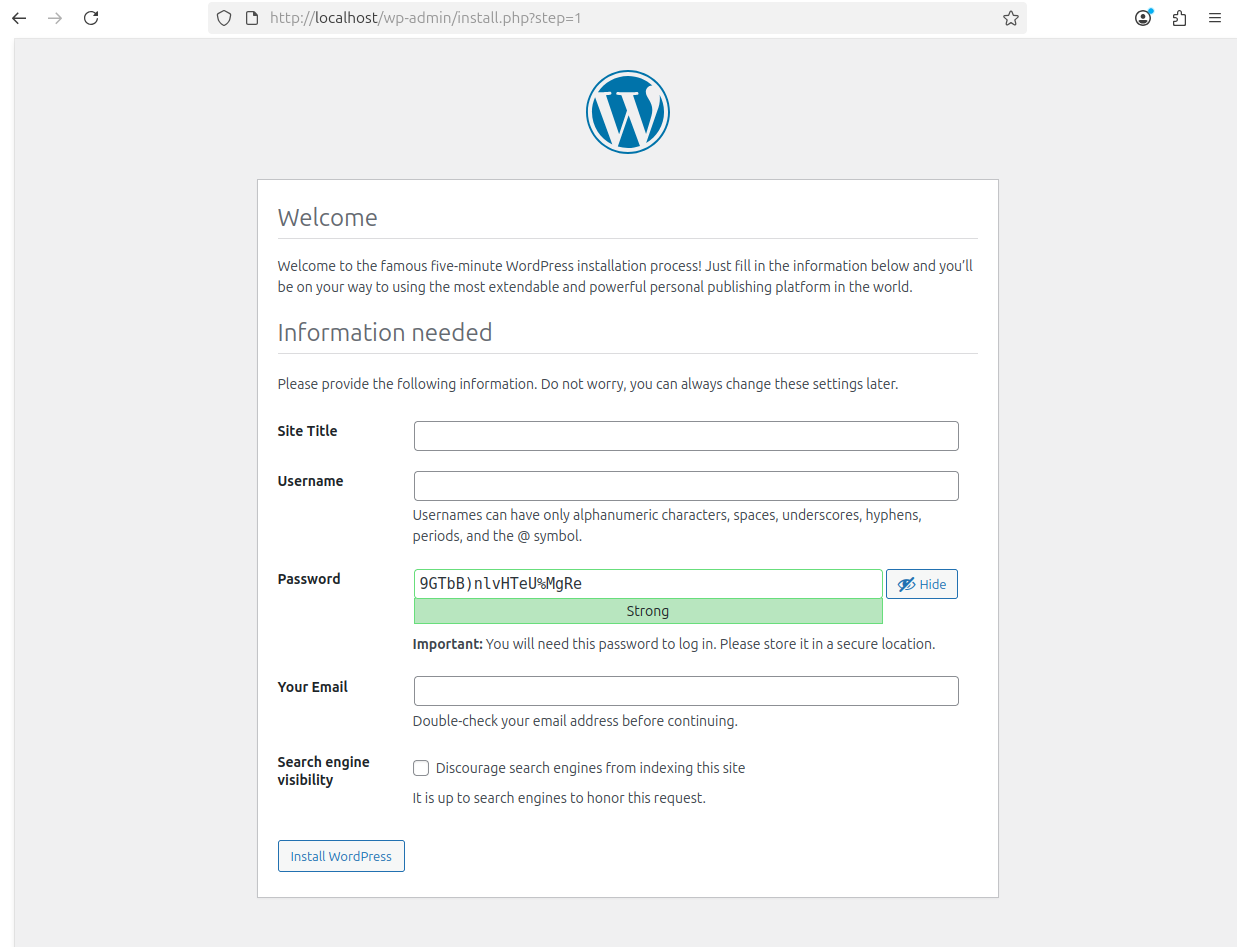 http://localhost/wp-admin/install.php?step=1
Welcome
Welcome to the famous five-minute WordPress installation process! Just fill in the information below and you’ll
be on your way to using the most extendable and powerful personal publishing platform in the world.
Information needed
Please provide the following information. Do not worry, you can always change these settings later.
Site Title
Username
Usernames can have only alphanumeric characters, spaces, underscores, hyphens,
periods, and the @ symbol.
Password
9GTbB)nlvHTeU%MgRe
Hide
Strong
Important: You will need this password to log in. Please store it in a secure location.
Your Email
Double-check your email address before continuing.
Search engine
visibility
Discourage search engines from indexing this site
It is up to search engines to honor this request.
Install WordPress